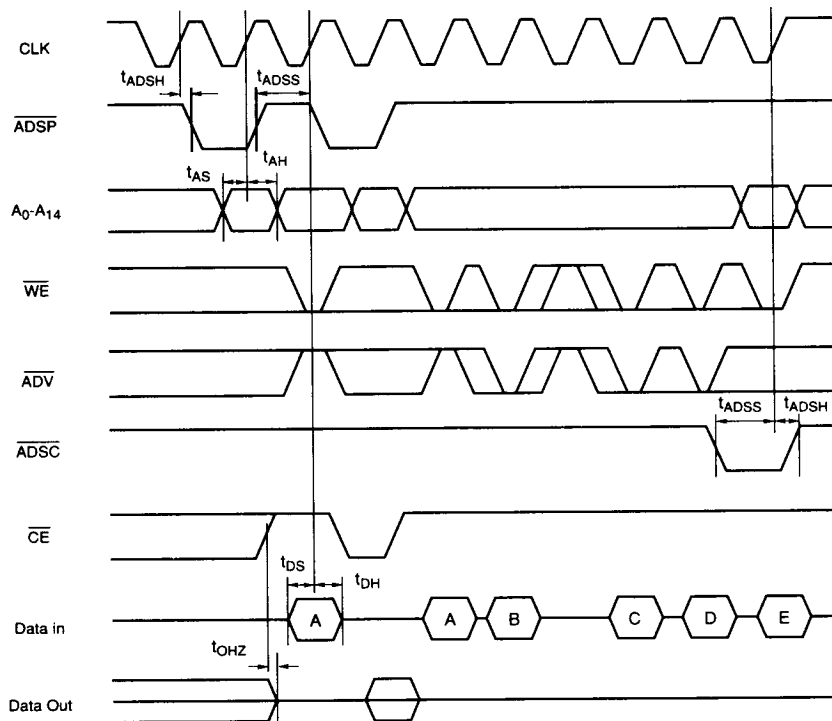 CLK
tADSH
tADSS
ADSP
tAS
tAH
A0-A14
WE
ADV
tADSS
tADSH
ADSC
CE
tDS
tDH
Data in
A
A
B
C
D
E
tOHZ
Data Out